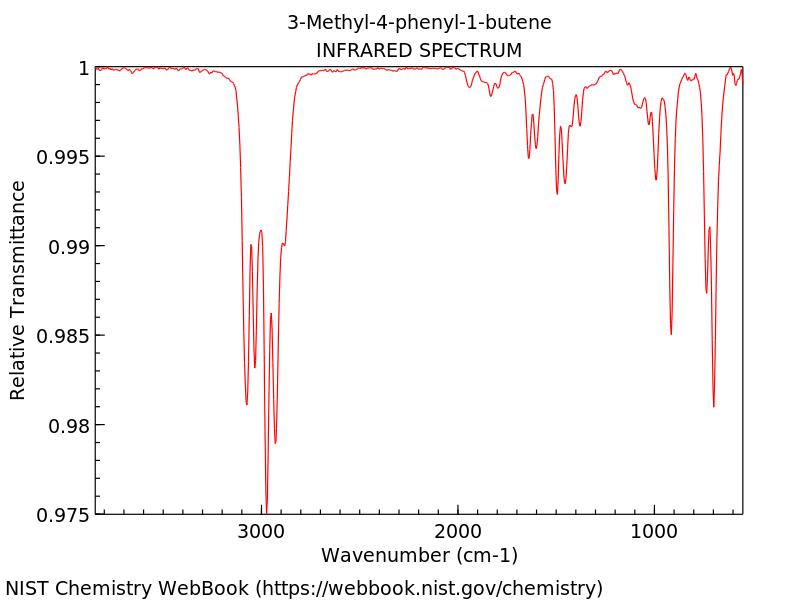 3-Methyl-4-phenyl-1-butene
INFRARED SPECTRUM
1
0.995
0.99
0.985
0.98
0.975
Relative Transmittance
3000 2000 1000
Wavenumber (cm-1)
NIST Chemistry WebBook (https://webbook.nist.gov/chemistry)